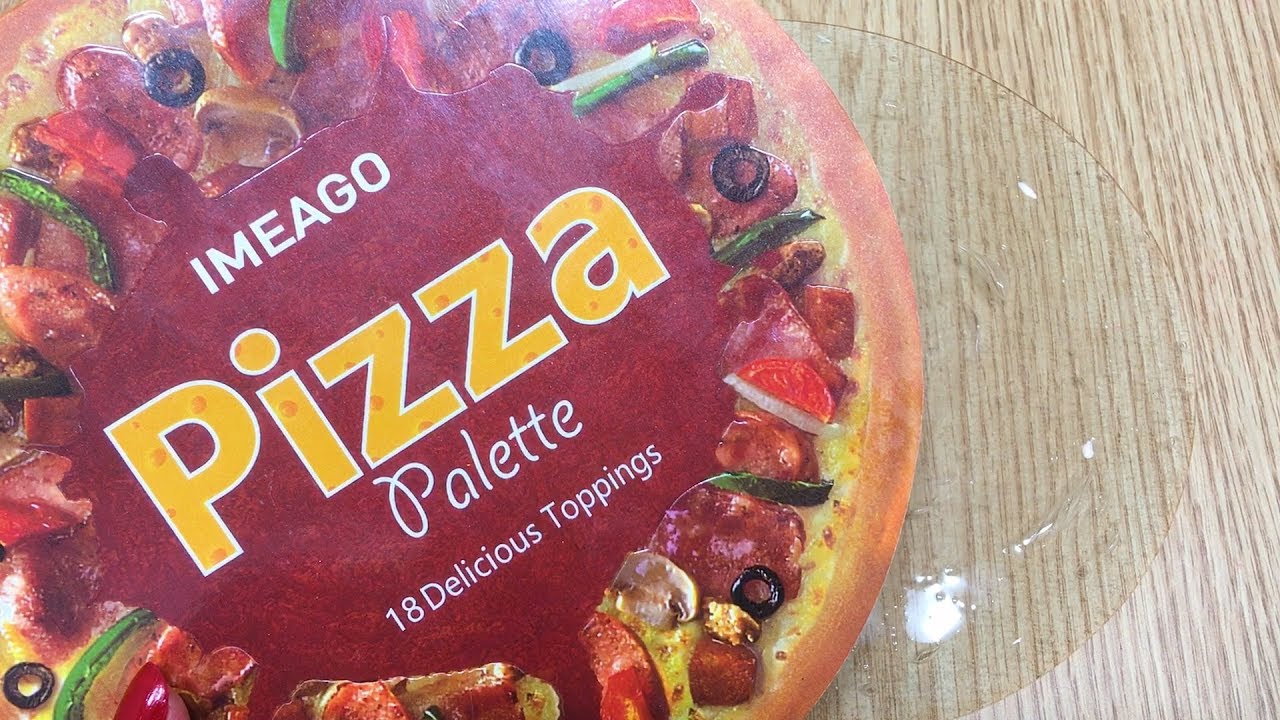 IMEAGO
Pizza
Palette
18 Delicious Toppings